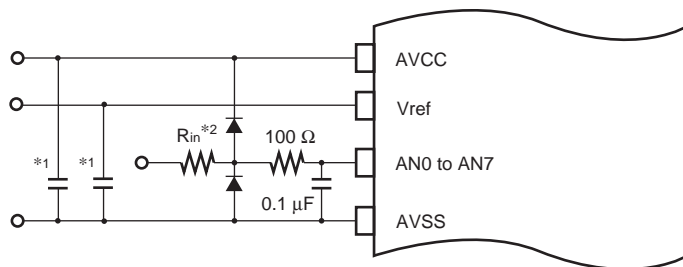 AVCC
Vref
Rin*2
100 Ω
*1
*1
AN0 to AN7
0.1 μF
AVSS